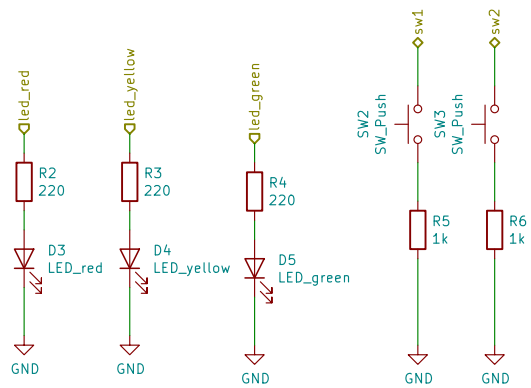 led_red
led_yellow
led_green
sw1
sw2
R2
220
R3
220
R4
220
SW2
SW_Push
SW3
SW_Push
R5
1k
R6
1k
D3
LED_red
D4
LED_yellow
D5
LED_green
GND
GND
GND
GND
GND